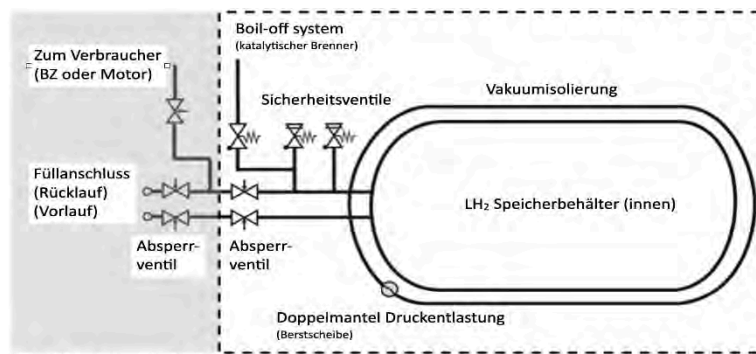 Boil-off system
(katalytischer Brenner)
Zum Verbraucher
(BZ oder Motor)
Sicherheitsventile
Vakuumisolierung
Füllanschluss
(Rücklauf)
(Vorlauf)
LH₂ Speicherbehälter (innen)
Absperr-
ventil
Absperr-
ventil
Doppelmantel Druckentlastung
(Berstscheibe)